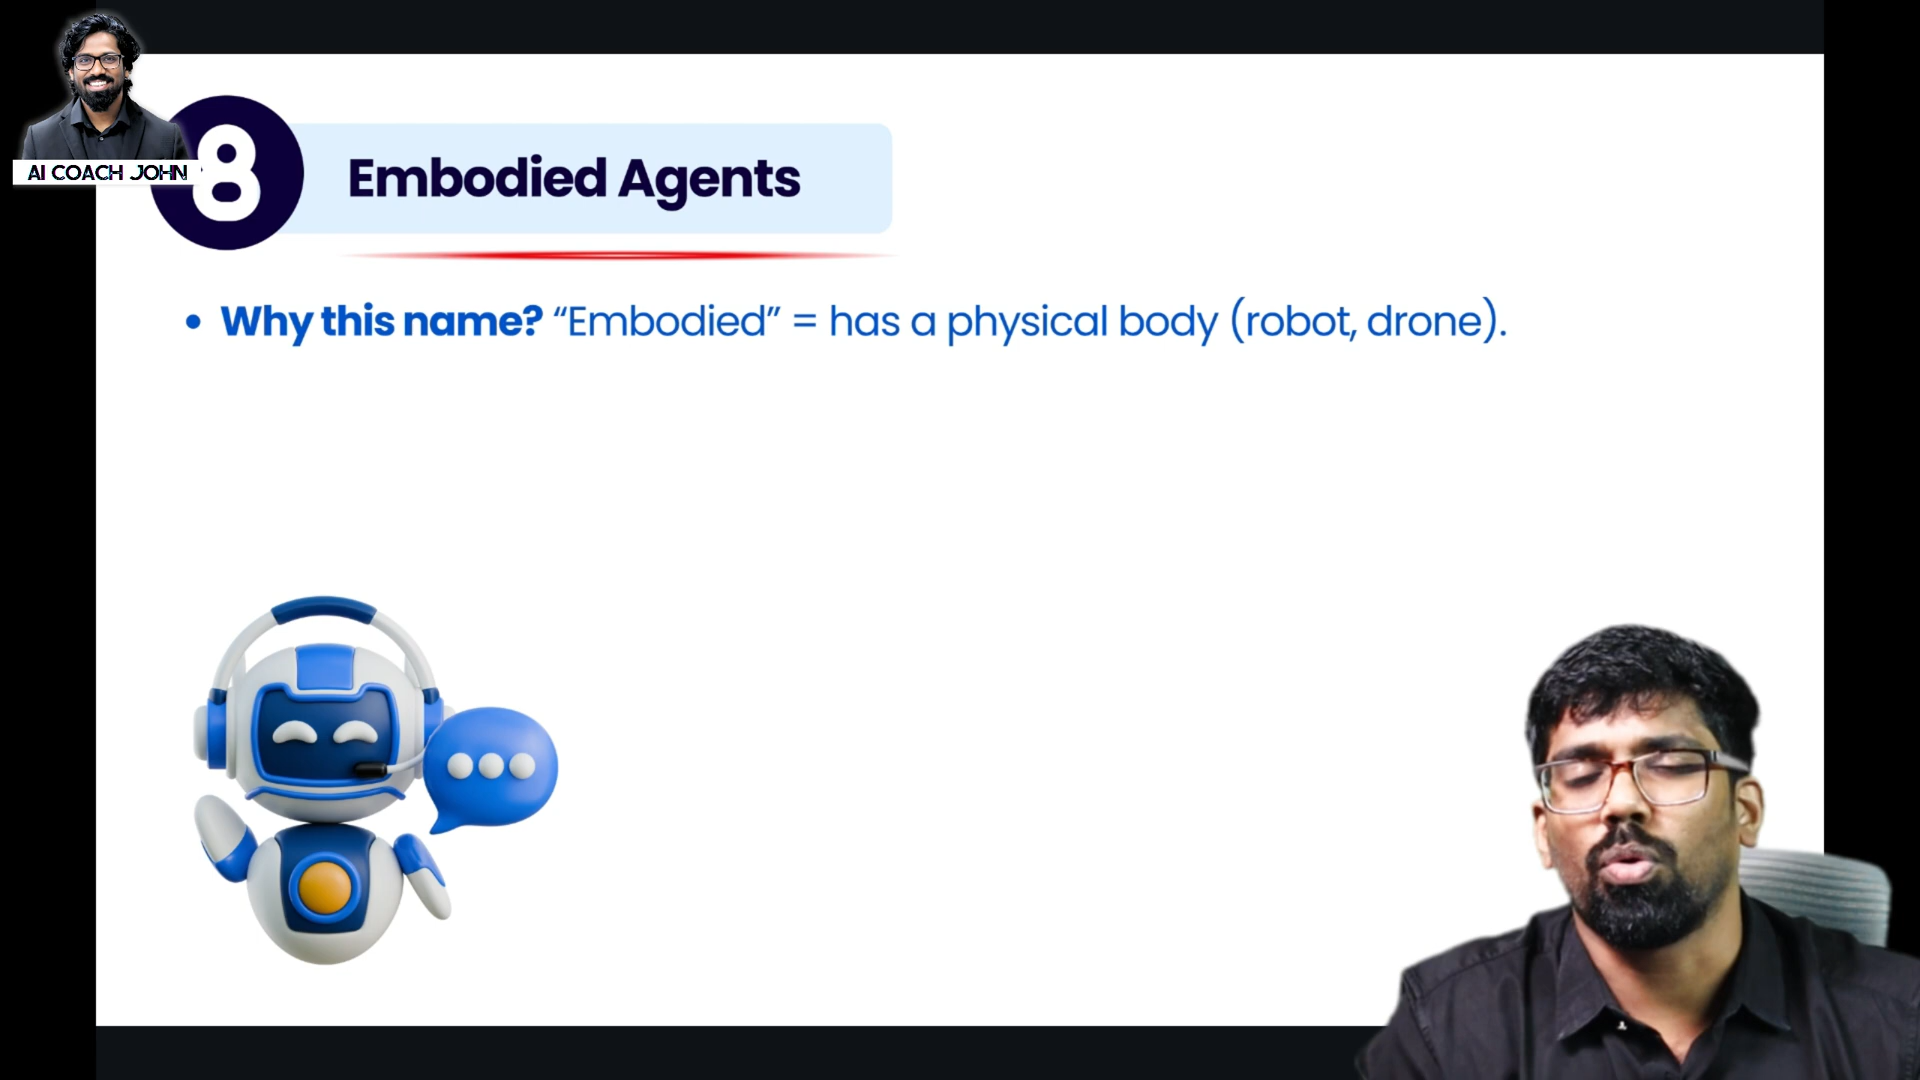 AI COACH JOHN
8
Embodied Agents
• Why this name? “Embodied” = has a physical body (robot, drone).